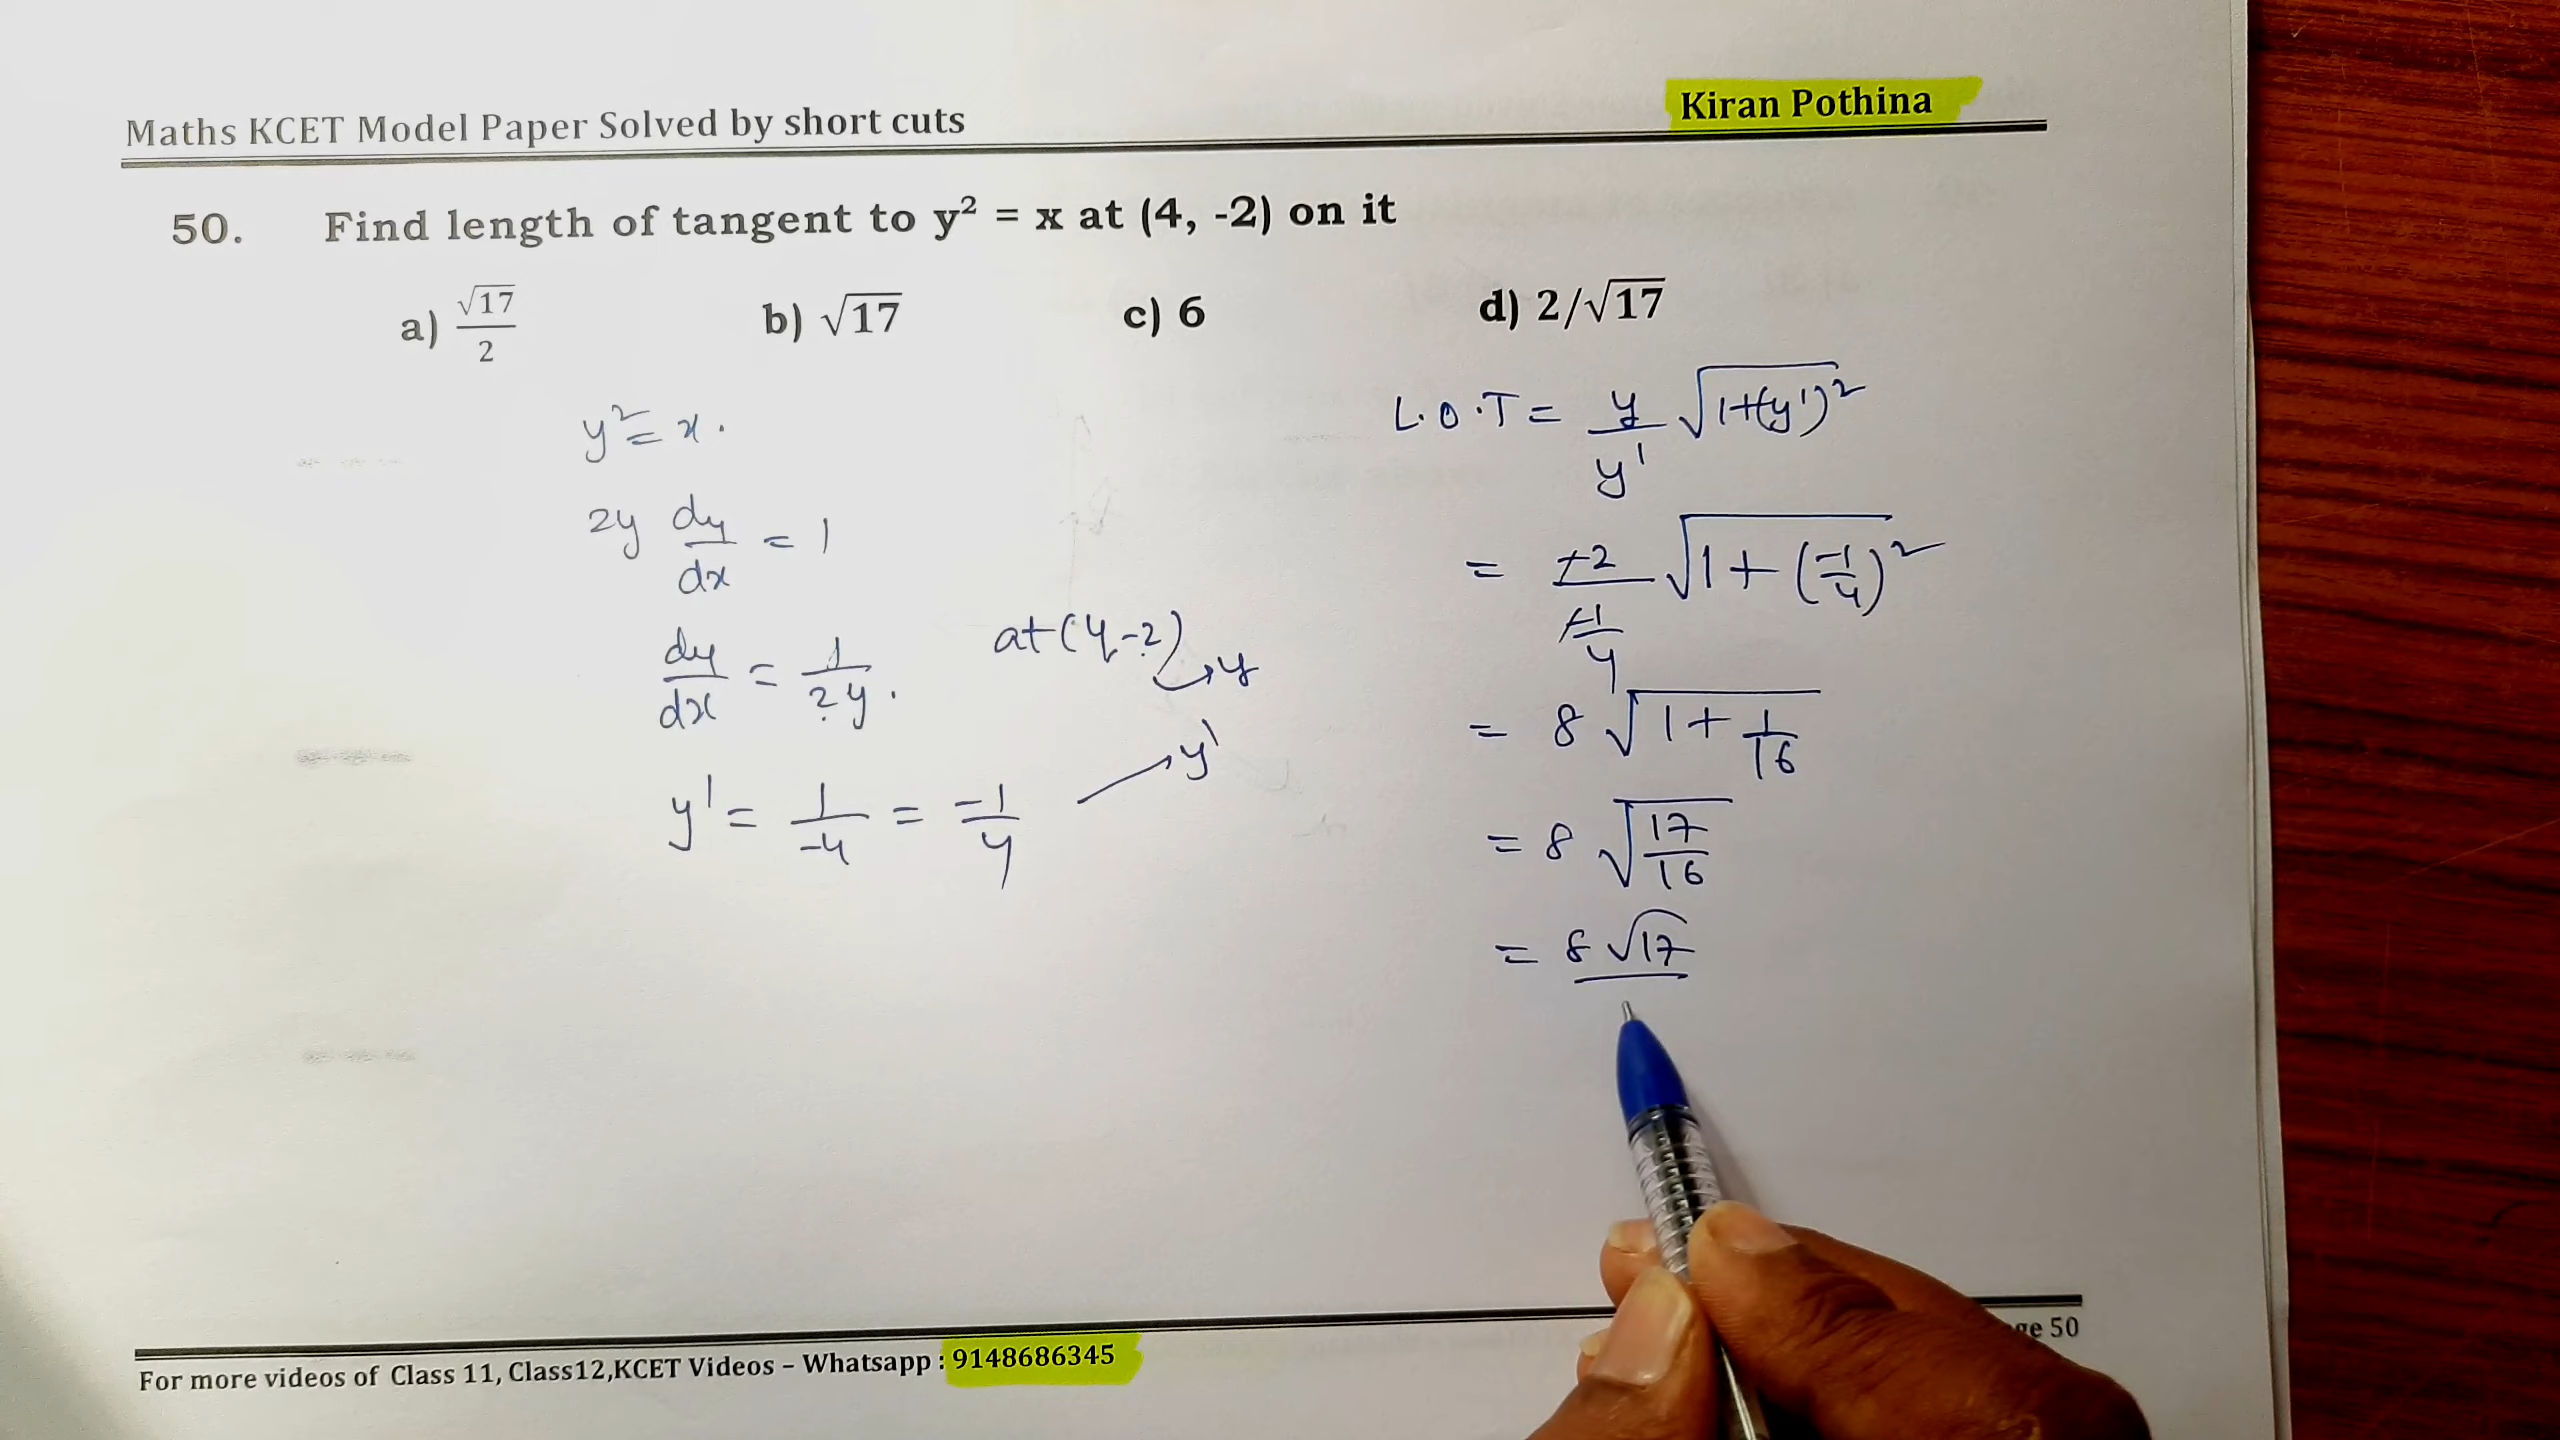 Maths KCET Model Paper Solved by short cuts
Kiran Pothina
50. Find length of tangent to y² = x at (4, -2) on it
a) √17/2 b) √17 c) 6 d) 2/√17
y² = x.
2y dy/dx = 1
dy/dx = 1/2y. at (4,-2) → y
y' = 1/-4 = -1/4 → y'
L.O.T = y/y' √1+(y')²
= -2/(-1/4) √1+(-1/4)²
= 8 √1+1/16
= 8 √17/16
= 8√17
For more videos of Class 11, Class12,KCET Videos – Whatsapp : 9148686345
50